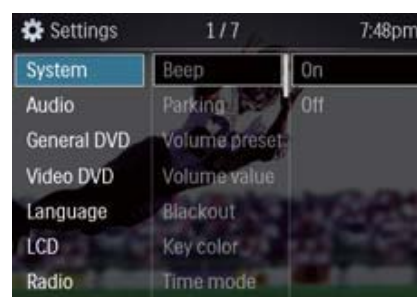 Settings 1/7 7:48pm
System Beep On
Audio Parking Off
General DVD Volume preset
Video DVD Volume value
Language Blackout
LCD Key color
Radio Time mode